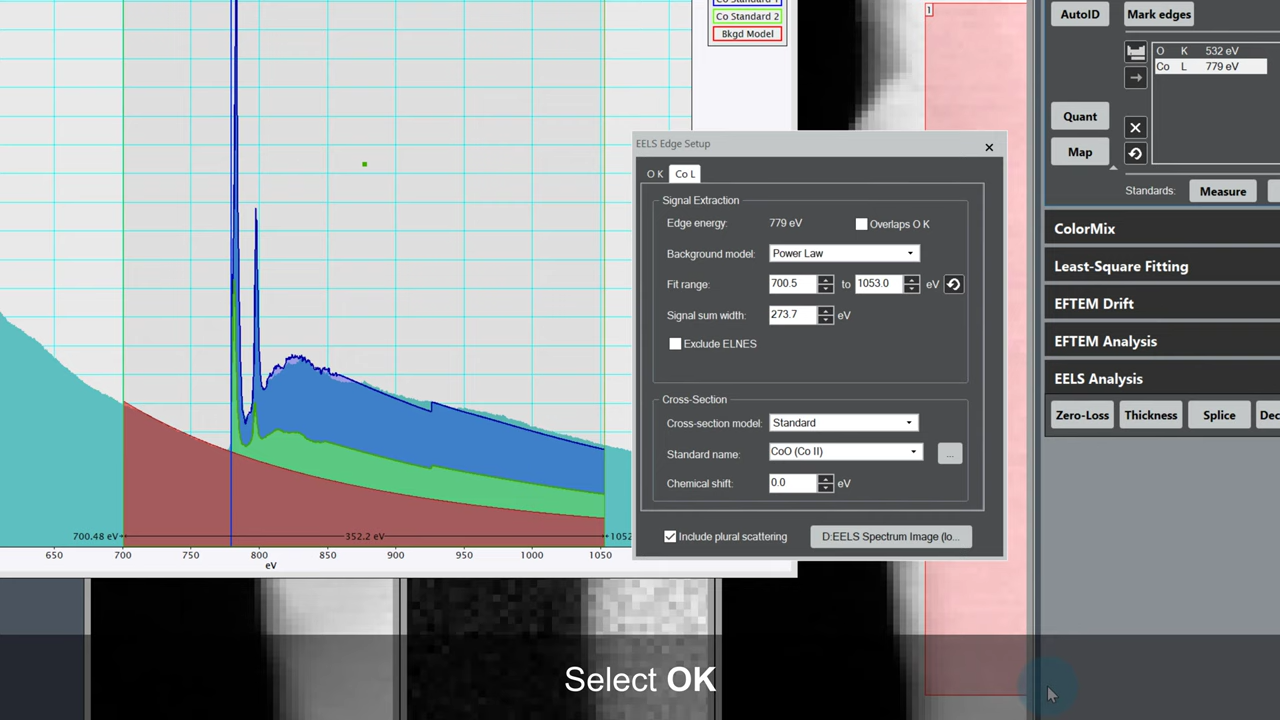 Co Standard 1
Co Standard 2
Bkgd Model
1
AutoID
Mark edges
O K 532 eV
Co L 779 eV
Quant
Map
Standards:
Measure
EELS Edge Setup
O K
Co L
Signal Extraction
Edge energy: 779 eV
Overlaps O K
Background model: Power Law
Fit range: 700.5 to 1053.0 eV
Signal sum width: 273.7 eV
Exclude ELNES
Cross-Section
Cross-section model: Standard
Standard name: CoO (Co II) ...
Chemical shift: 0.0 eV
Include plural scattering
D:EELS Spectrum Image (lo...
ColorMix
Least-Square Fitting
EFTEM Drift
EFTEM Analysis
EELS Analysis
Zero-Loss
Thickness
Splice
Dec
700.48 eV
352.2 eV
1052
650 700 750 800 850 900 950 1000 1050
eV
Select OK